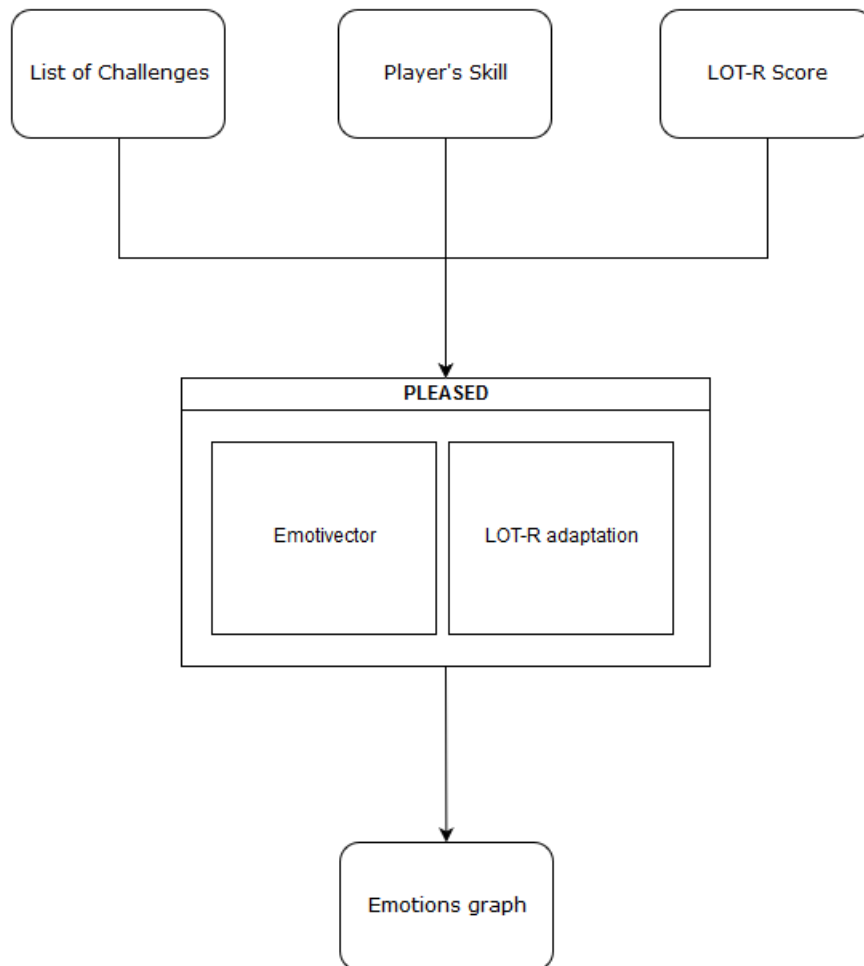 List of Challenges
Player's Skill
LOT-R Score
PLEASED
Emotivector
LOT-R adaptation
Emotions graph